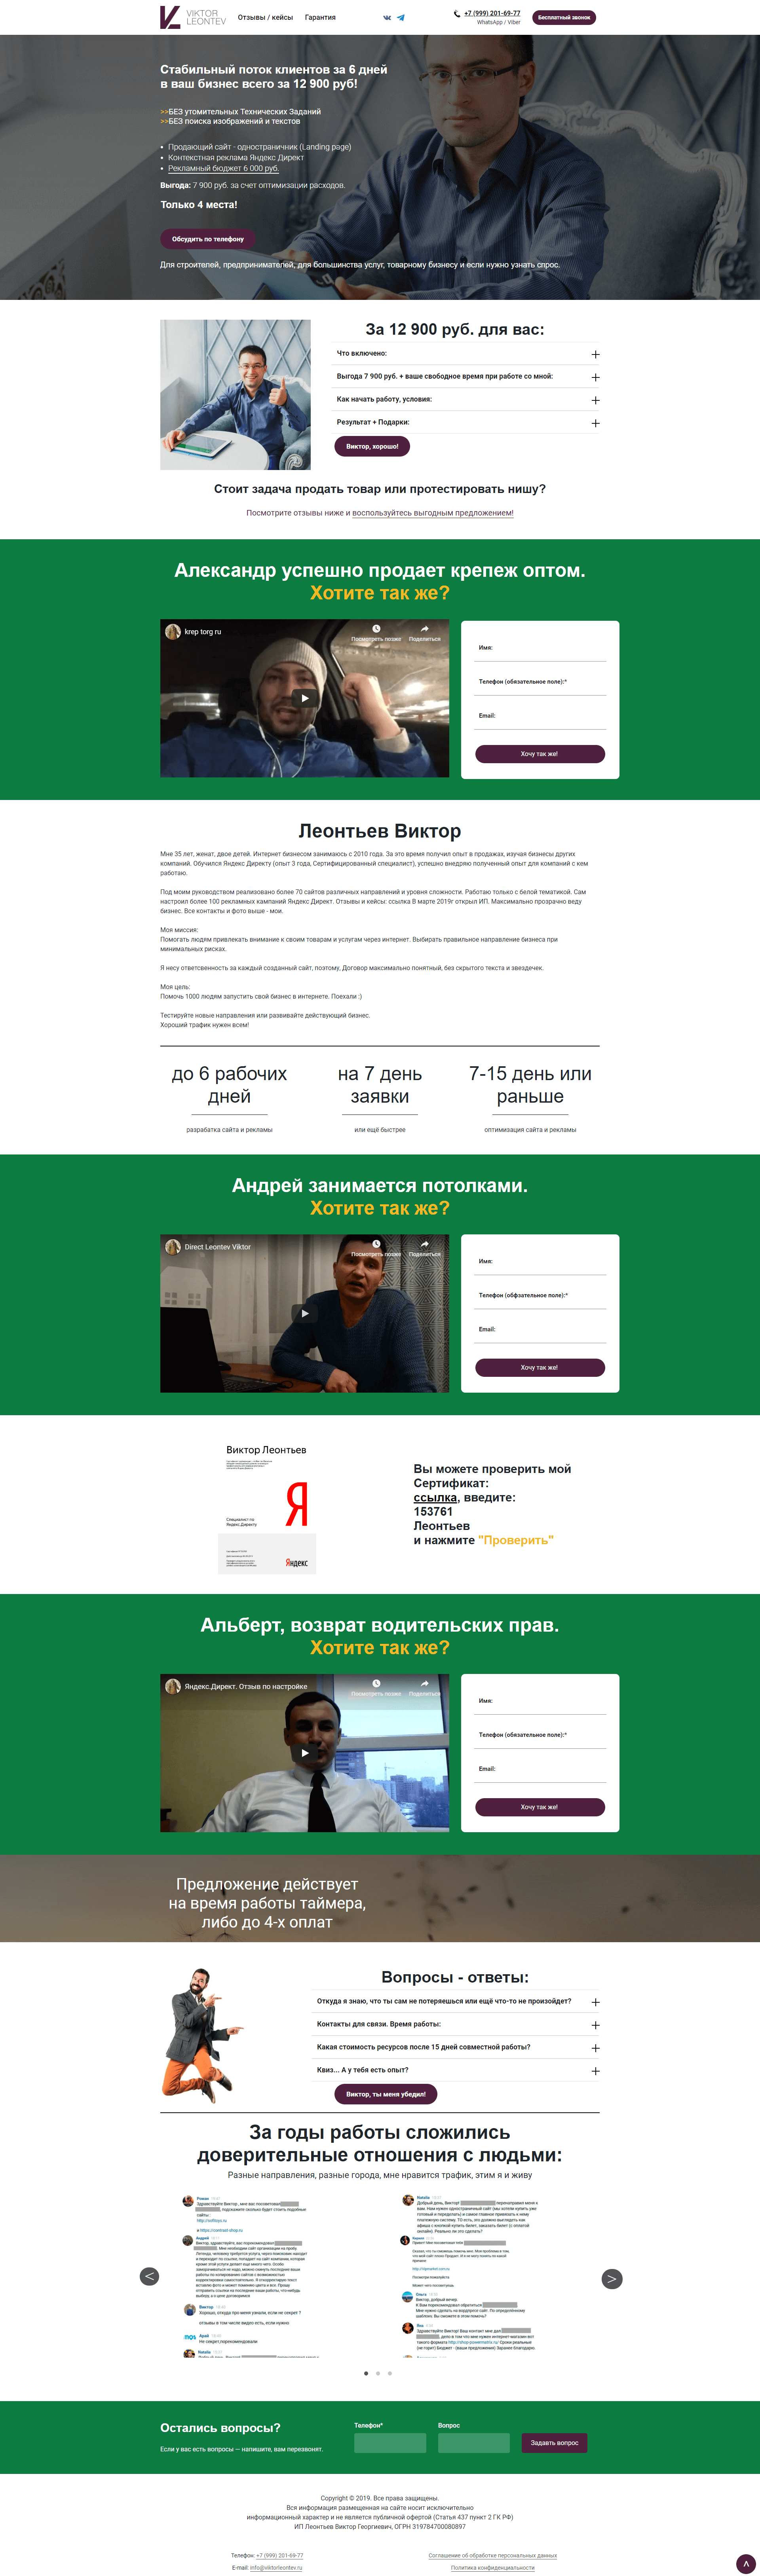 VIKTOR
LEONTEV
Отзывы / кейсы
Гарантия
+7 (999) 201-69-77
WhatsApp / Viber
Бесплатный звонок
Стабильный поток клиентов за 6 дней
в ваш бизнес всего за 12 900 руб!
>>БЕЗ утомительных Технических Заданий
>>БЕЗ поиска изображений и текстов
Продающий сайт - одностраничник (Landing page)
Контекстная реклама Яндекс Директ
Рекламный бюджет 6 000 руб.
Выгода: 7 900 руб. за счет оптимизации расходов.
Только 4 места!
Обсудить по телефону
Для строителей, предпринимателей, для большинства услуг, товарному бизнесу и если нужно узнать спрос.
За 12 900 руб. для вас:
Что включено:
Выгода 7 900 руб. + ваше свободное время при работе со мной:
Как начать работу, условия:
Результат + Подарки:
Виктор, хорошо!
Стоит задача продать товар или протестировать нишу?
Посмотрите отзывы ниже и воспользуйтесь выгодным предложением!
Александр успешно продает крепеж оптом.
Хотите так же?
krep torg ru
Посмотреть позже
Поделиться
Имя:
Телефон (обязательное поле):*
Email:
Хочу так же!
Леонтьев Виктор
Мне 35 лет, женат, двое детей. Интернет бизнесом занимаюсь с 2010 года. За это время получил опыт в продажах, изучая бизнесы других
компаний. Обучился Яндекс Директу (опыт 3 года, Сертифицированный специалист), успешно внедряю полученный опыт для компаний с кем
работаю.
Под моим руководством реализовано более 70 сайтов различных направлений и уровня сложности. Работаю только с белой тематикой. Сам
настроил более 100 рекламных кампаний Яндекс Директ. Отзывы и кейсы: ссылка В марте 2019г открыл ИП. Максимально прозрачно веду
бизнес. Все контакты и фото выше - мои.
Моя миссия:
Помогать людям привлекать внимание к своим товарам и услугам через интернет. Выбирать правильное направление бизнеса при
минимальных рисках.
Я несу ответсвенность за каждый созданный сайт, поэтому, Договор максимально понятный, без скрытого текста и звездечек.
Моя цель:
Помочь 1000 людям запустить свой бизнес в интернете. Поехали :)
Тестируйте новые направления или развивайте действующий бизнес.
Хороший трафик нужен всем!
до 6 рабочих
дней
разрабатка сайта и рекламы
на 7 день
заявки
или ещё быстрее
7-15 день или
раньше
оптимизация сайта и рекламы
Андрей занимается потолками.
Хотите так же?
Direct Leontev Viktor
Посмотреть позже
Поделиться
Имя:
Телефон (обфзательное поле):*
Email:
Хочу так же!
Виктор Леонтьев
Специалист по
Яндекс.Директу
Я
Яндекс
Вы можете проверить мой
Сертификат:
ссылка, введите:
153761
Леонтьев
и нажмите "Проверить"
Альберт, возврат водительских прав.
Хотите так же?
Яндекс.Директ. Отзыв по настройке
Посмотреть позже
Поделиться
Имя:
Телефон (обязательное поле):*
Email:
Хочу так же!
Предложение действует
на время работы таймера,
либо до 4-х оплат
Вопросы - ответы:
Откуда я знаю, что ты сам не потеряешься или ещё что-то не произойдет?
Контакты для связи. Время работы:
Какая стоимость ресурсов после 15 дней совместной работы?
Квиз... А у тебя есть опыт?
Виктор, ты меня убедил!
За годы работы сложились
доверительные отношения с людьми:
Разные направления, разные города, мне нравится трафик, этим я и живу
Остались вопросы?
Если у вас есть вопросы — напишите, вам перезвонят.
Телефон*
Вопрос
Задавть вопрос
Copyright © 2019. Все права защищены.
Вся информация размещенная на сайте носит исключительно
информационный характер и не является публичной офертой (Статья 437 пункт 2 ГК РФ)
ИП Леонтьев Виктор Георгиевич, ОГРН 319784700080897
Телефон: +7 (999) 201-69-77
E-mail: info@viktorleontev.ru
Соглашение об обработке персональных данных
Политика конфиденциальности